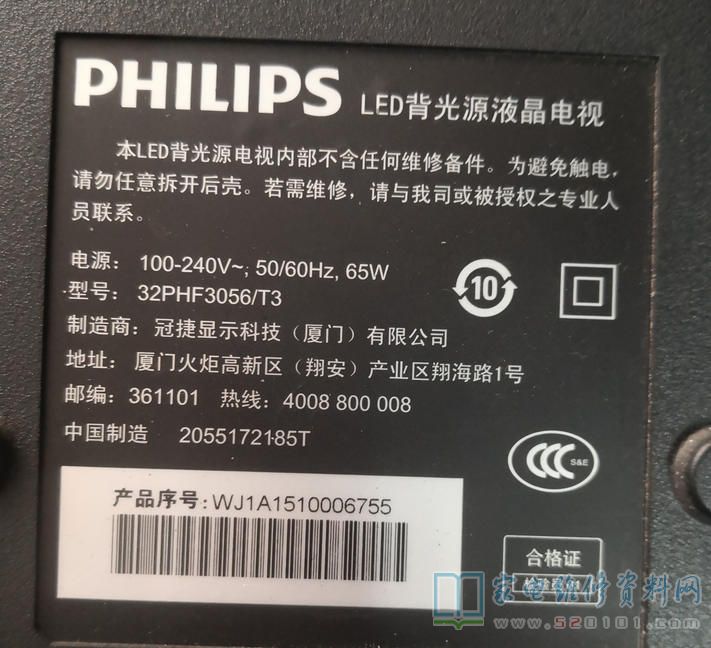 PHILIPS LED背光源液晶电视
本LED背光源电视内部不含任何维修备件。为避免触电,
请勿任意拆开后壳。若需维修，请与我司或被授权之专业人
员联系。
电源: 100-240V~, 50/60Hz, 65W
型号: 32PHF3056/T3
10
制造商: 冠捷显示科技（厦门）有限公司
地址: 厦门火炬高新区（翔安）产业区翔海路1号
邮编: 361101 热线: 4008 800 008
中国制造 2055172185T
CCC S&E
产品序号:WJ1A1510006755
合格证
家电维修资料网
www.520101.com